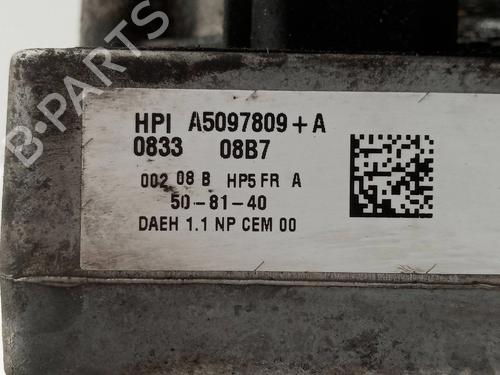 HPI A5097809+A
0833 08B7
002 08 B HP5 FR A
50-81-40
DAEH 1.1 NP CEM 00
B-PARTS